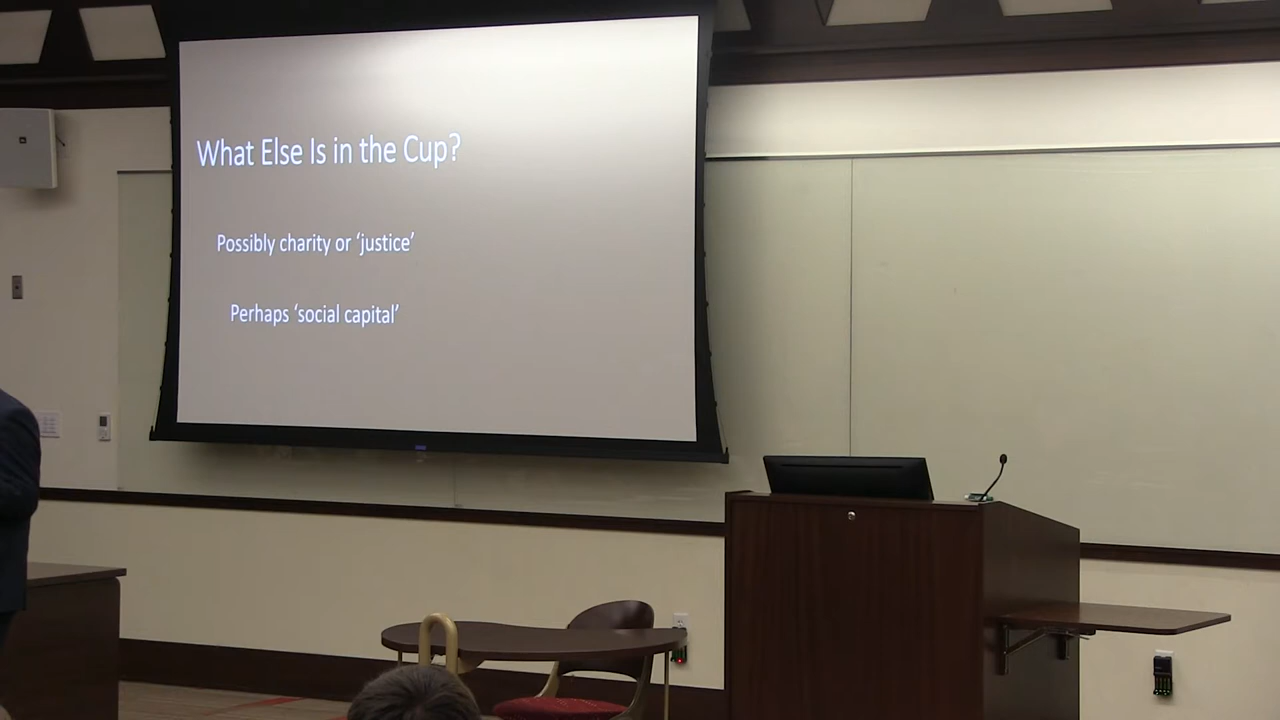 What Else Is in the Cup?
Possibly charity or ‘justice’
Perhaps ‘social capital’